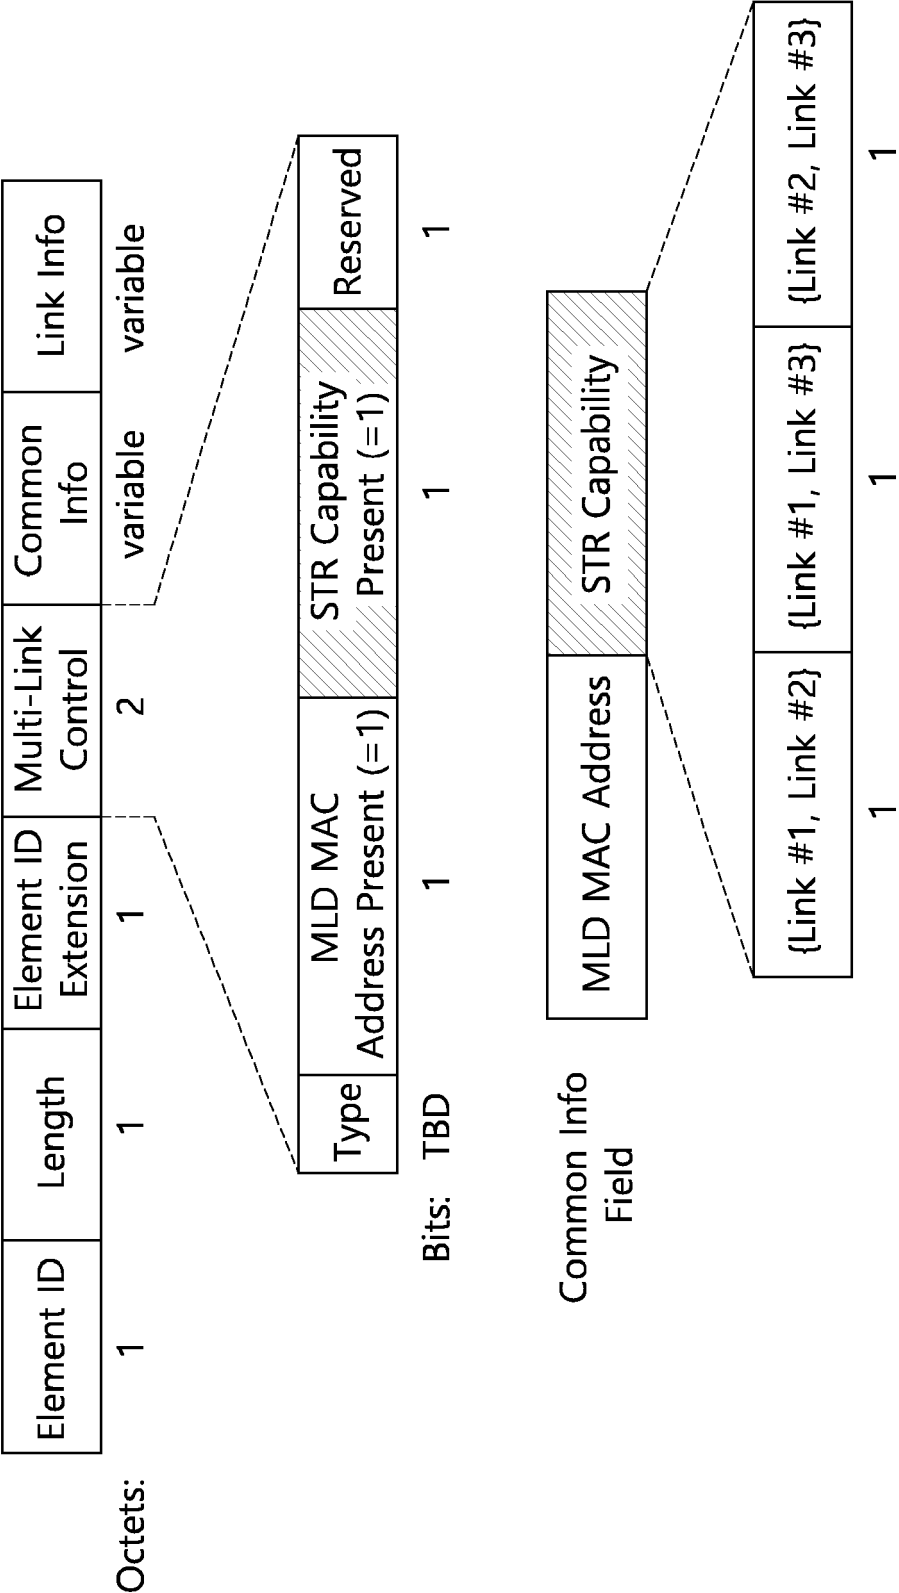 Element ID
Length
Element ID
Extension
Multi-Link
Control
Common
Info
Link Info
Octets:
1
1
1
2
variable
variable
Type
MLD MAC
Address Present (=1)
STR Capability
Present (=1)
Reserved
Bits:
TBD
1
1
1
Common Info
Field
MLD MAC Address
STR Capability
{Link #1, Link #2}
{Link #1, Link #3}
{Link #2, Link #3}
1
1
1